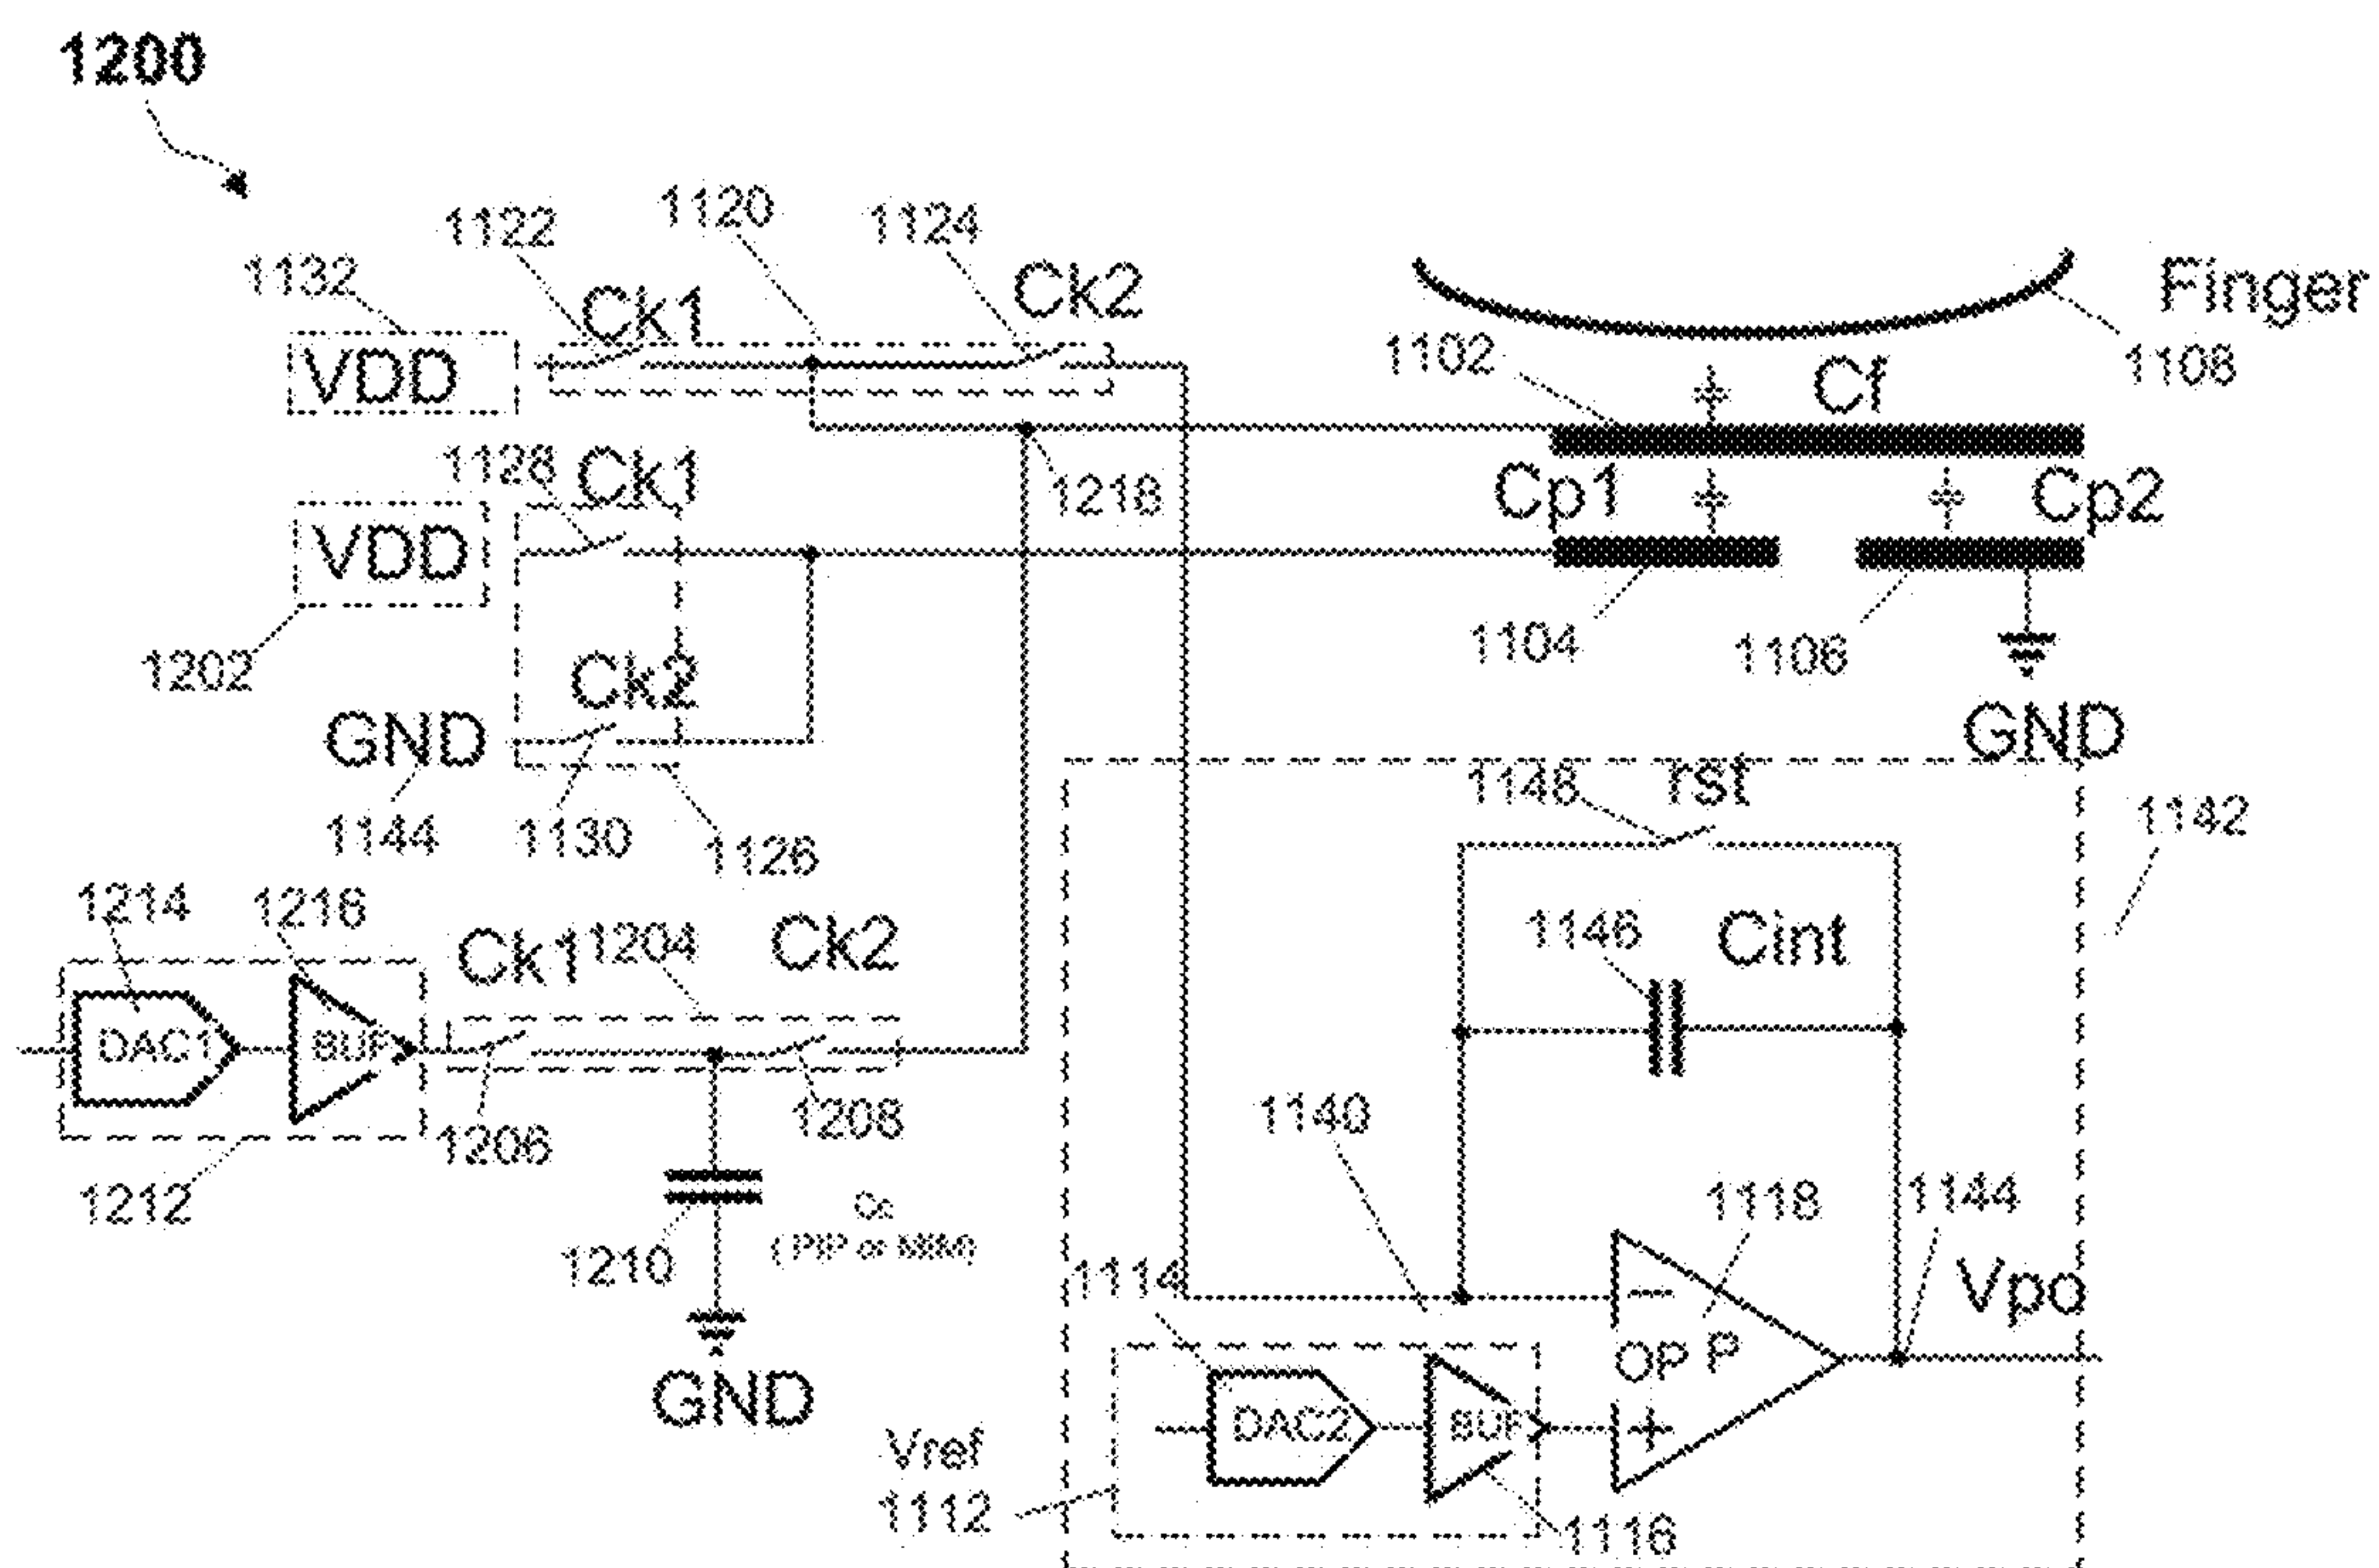 1200
1122
1120
1124
1132
Ck1
Ck2
Finger
VDD
1102
Cf
1108
1128
Ck1
1218
Cp1
Cp2
VDD
1202
1104
1106
Ck2
GND
GND
1144
1130
1126
1148
rst
1142
1214
1216
Ck1
1204
Ck2
1146
Cint
DAC1
BUF
1206
1208
1212
1210
Cc
(PIP or MIM)
GND
1140
1118
1144
1114
Vpo
OP P
Vref
1112
DAC2
BUF
1116